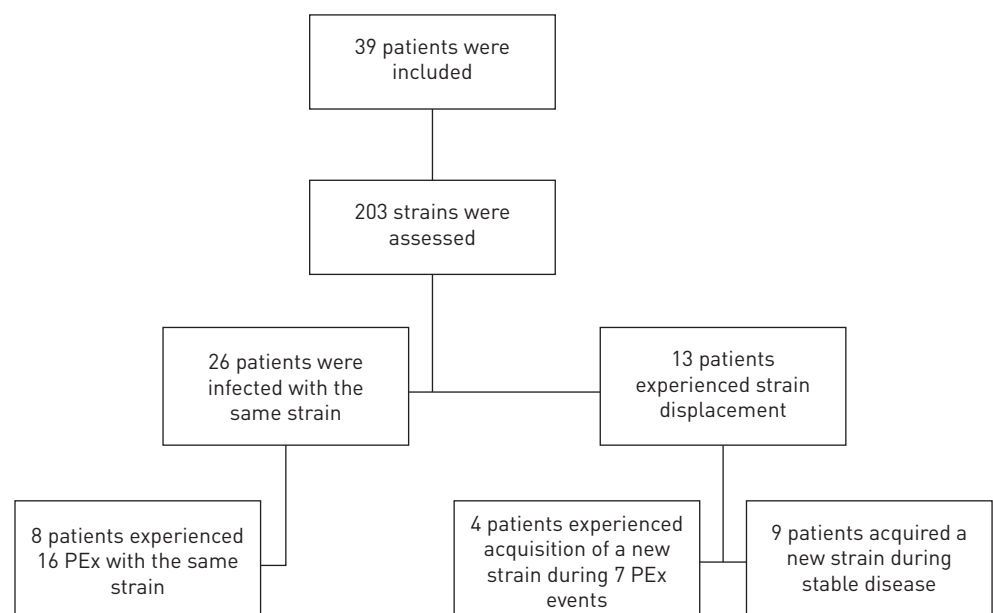 39 patients were
included
203 strains were
assessed
26 patients were
infected with the
same strain
13 patients
experienced strain
displacement
8 patients experienced
16 PEx with the same
strain
4 patients experienced
acquisition of a new
strain during 7 PEx
events
9 patients acquired a
new strain during
stable disease